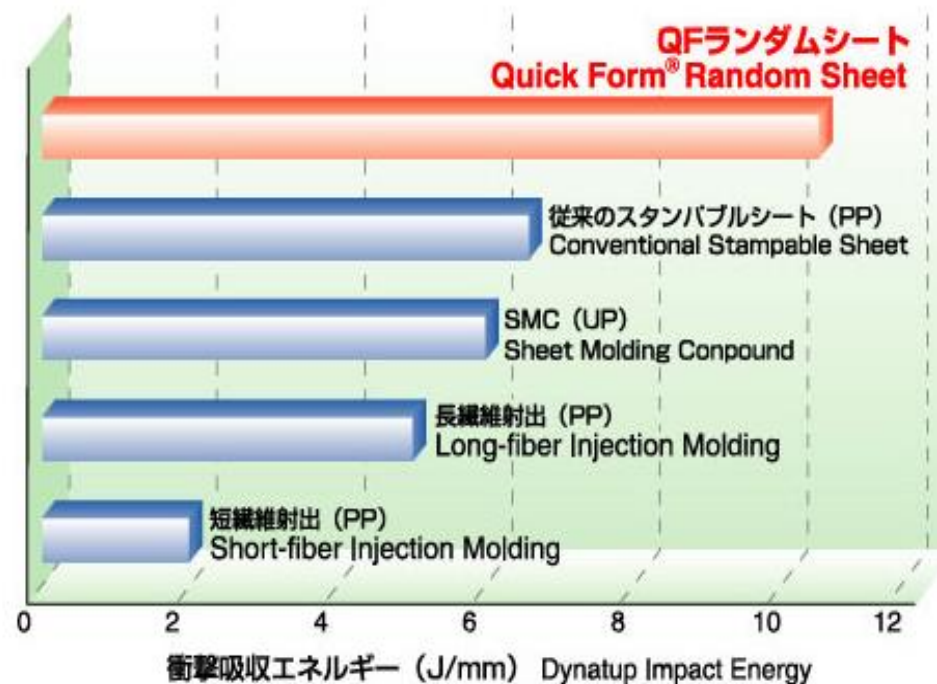 QFランダムシート
Quick Form® Random Sheet
従来のスタンパブルシート（PP）
Conventional Stampable Sheet
SMC（UP）
Sheet Molding Conpound
長繊維射出（PP）
Long-fiber Injection Molding
短繊維射出（PP）
Short-fiber Injection Molding
0 2 4 6 8 10 12
衝撃吸収エネルギー（J/mm） Dynatup Impact Energy